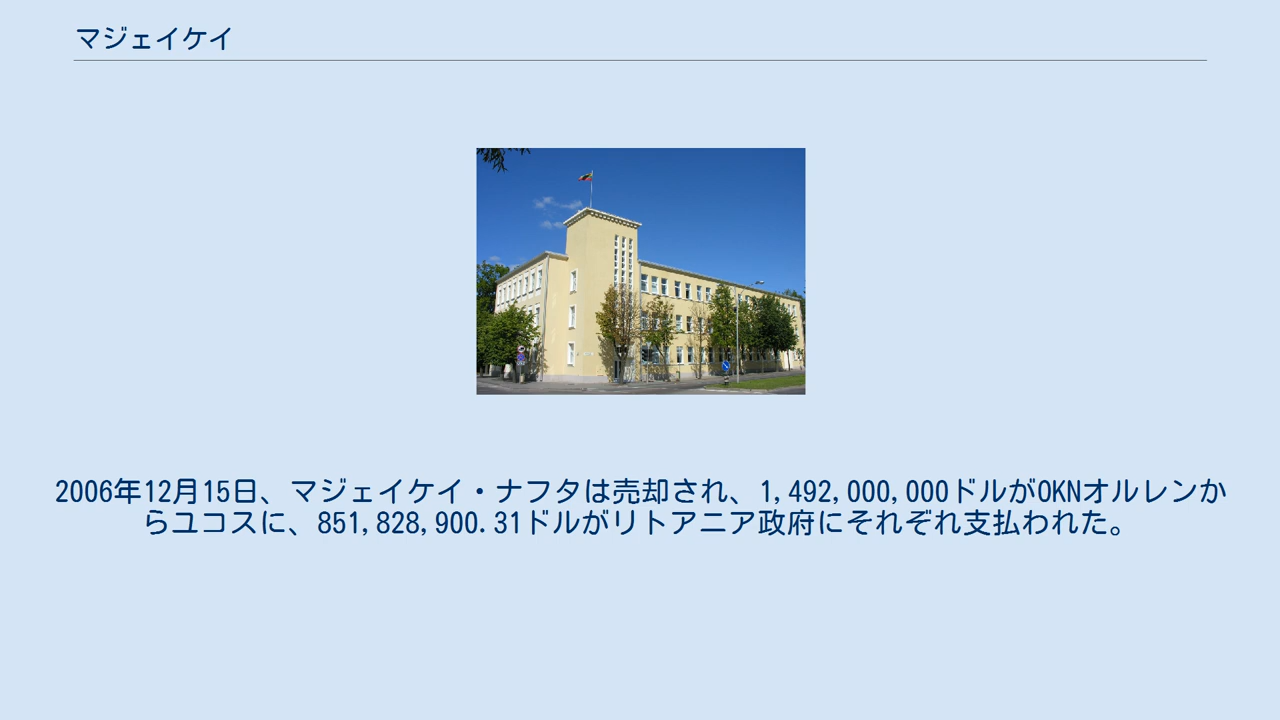 マジェイケイ
2006年12月15日、マジェイケイ・ナフタは売却され、1,492,000,000ドルがOKNオルレンか
らユコスに、851,828,900.31ドルがリトアニア政府にそれぞれ支払われた。